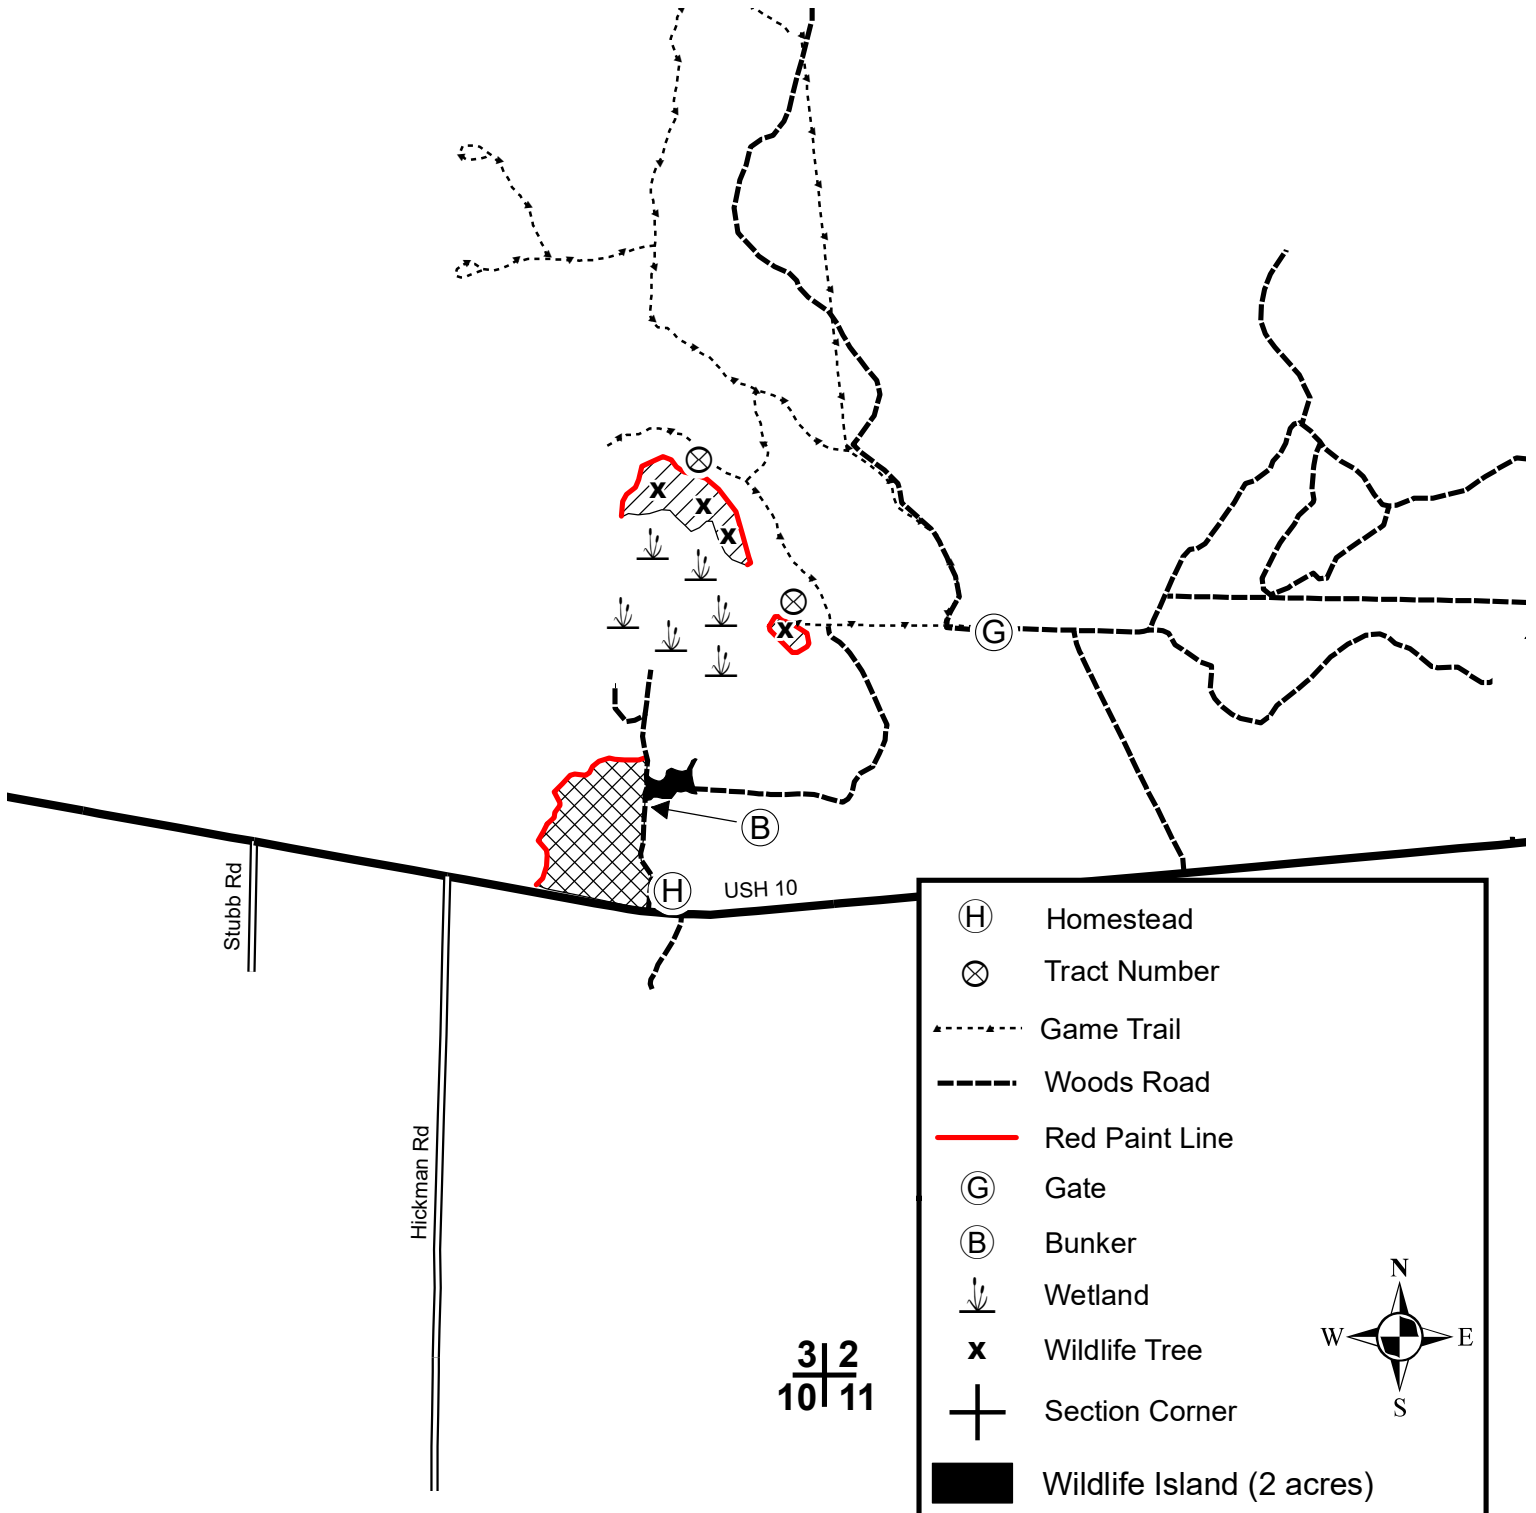 G
B
H
USH 10
Stubb Rd
Hickman Rd
H Homestead
Tract Number
Game Trail
Woods Road
Red Paint Line
G Gate
B Bunker
Wetland
x Wildlife Tree
Section Corner
Wildlife Island (2 acres)
N
W E
S
3 2
10 11
x
x
x
x